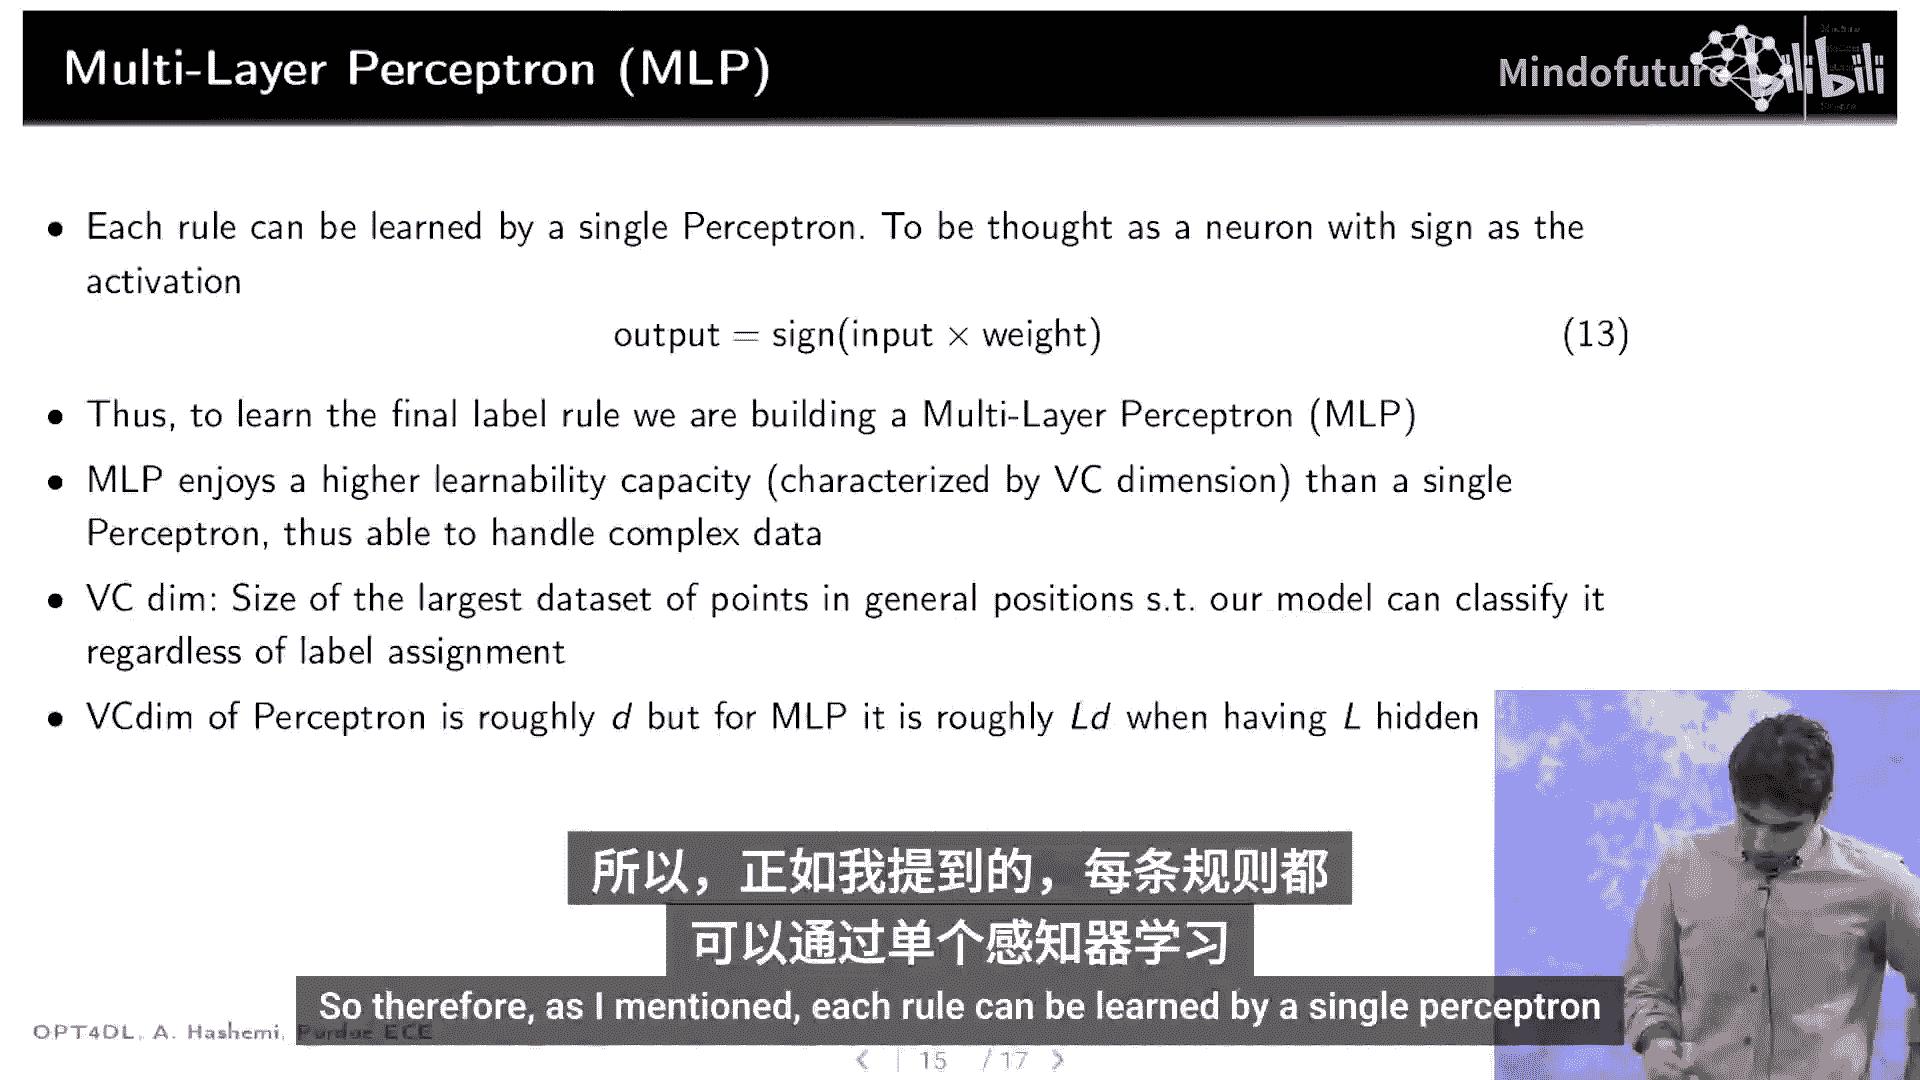 Multi-Layer Perceptron (MLP)
Mindofuture
bilibili
• Each rule can be learned by a single Perceptron. To be thought as a neuron with sign as the
activation
output = sign(input × weight) (13)
• Thus, to learn the final label rule we are building a Multi-Layer Perceptron (MLP)
• MLP enjoys a higher learnability capacity (characterized by VC dimension) than a single
Perceptron, thus able to handle complex data
• VC dim: Size of the largest dataset of points in general positions s.t. our model can classify it
regardless of label assignment
• VCdim of Perceptron is roughly d but for MLP it is roughly Ld when having L hidden
所以，正如我提到的，每条规则都
可以通过单个感知器学习
So therefore, as I mentioned, each rule can be learned by a single perceptron
OPT4DL, A. Hashemi, Purdue ECE
15 / 17